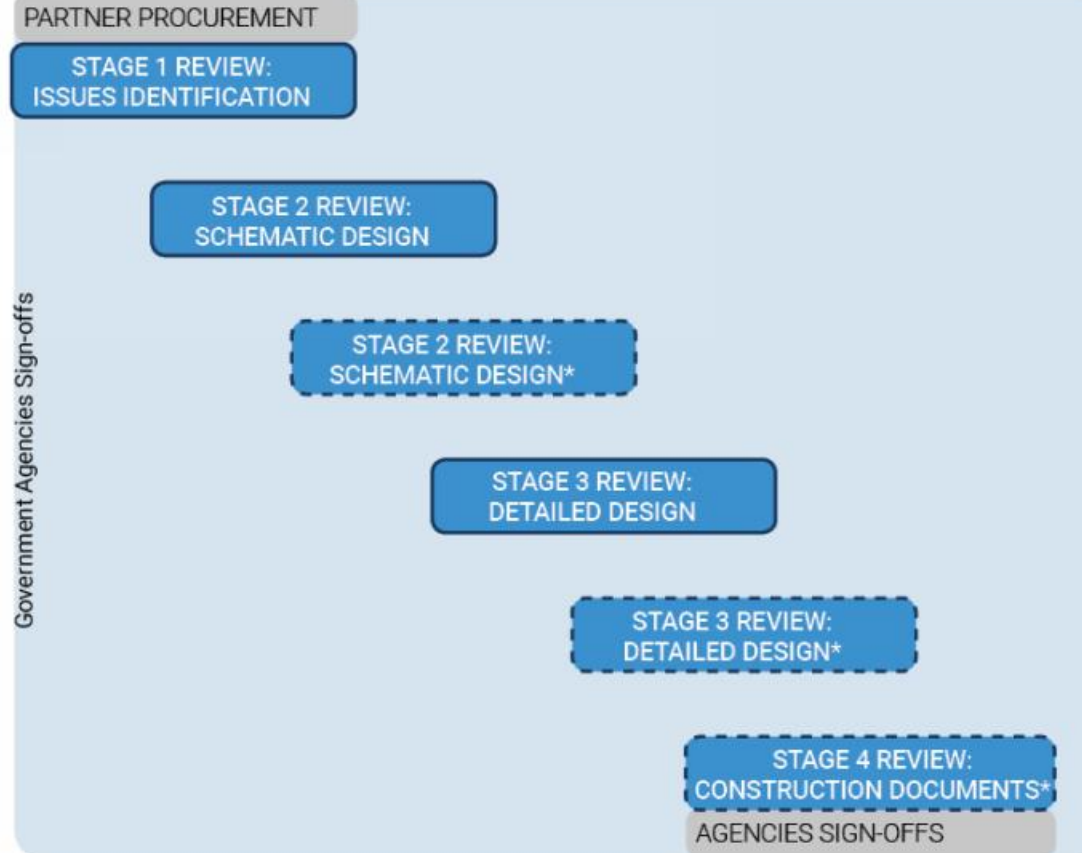 PARTNER PROCUREMENT
STAGE 1 REVIEW:
ISSUES IDENTIFICATION
STAGE 2 REVIEW:
SCHEMATIC DESIGN
Government Agencies Sign-offs
STAGE 2 REVIEW:
SCHEMATIC DESIGN*
STAGE 3 REVIEW:
DETAILED DESIGN
STAGE 3 REVIEW:
DETAILED DESIGN*
STAGE 4 REVIEW:
CONSTRUCTION DOCUMENTS*
AGENCIES SIGN-OFFS